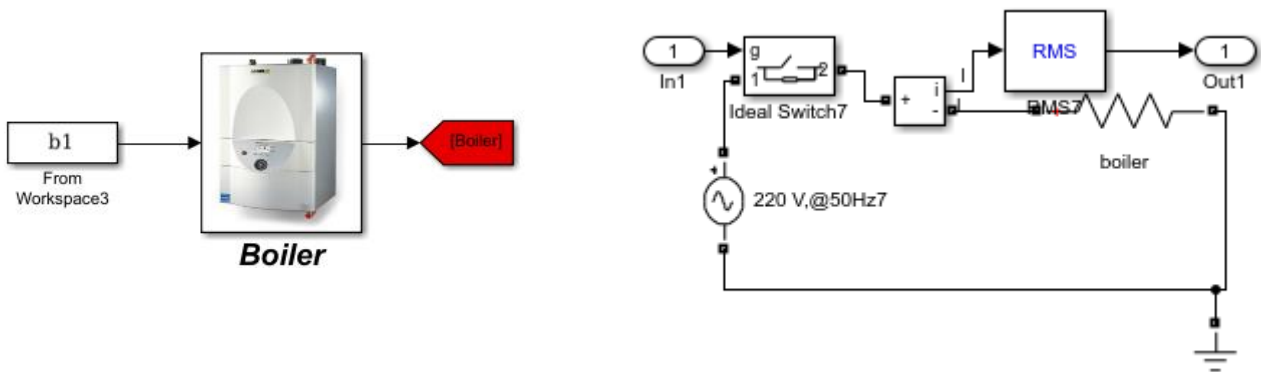 b1
From
Workspace3
Boiler
[Boiler]
1
In1
g
1
2
Ideal Switch7
+
i
-
I
I
RMS
RMS7
1
Out1
boiler
+
220 V,@50Hz7